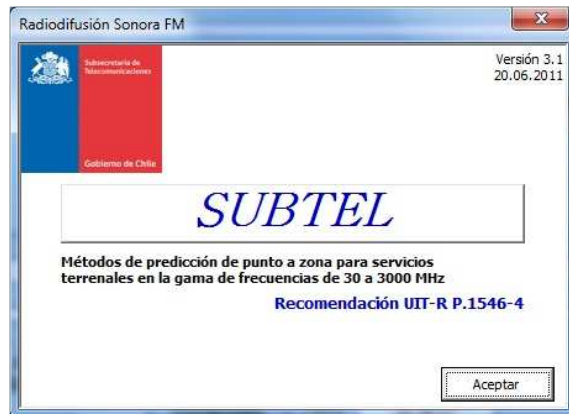 Radiodifusión Sonora FM
Subsecretaría de
Telecomunicaciones
Gobierno de Chile
Versión 3.1
20.06.2011
SUBTEL
Métodos de predicción de punto a zona para servicios
terrenales en la gama de frecuencias de 30 a 3000 MHz
Recomendación UIT-R P.1546-4
Aceptar